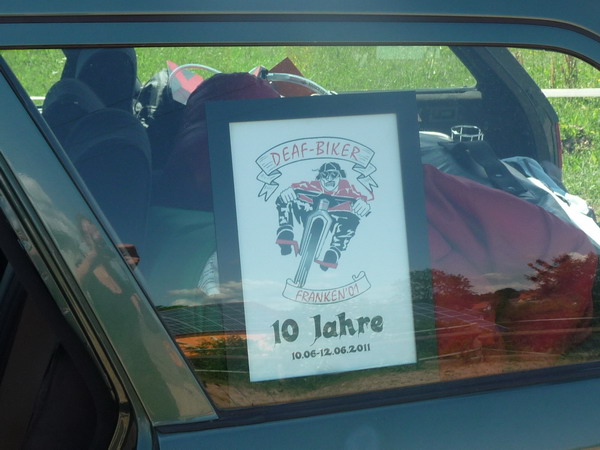 DEAF-BIKER
FRANKEN'01
10 Jahre
10.06-12.06.2011